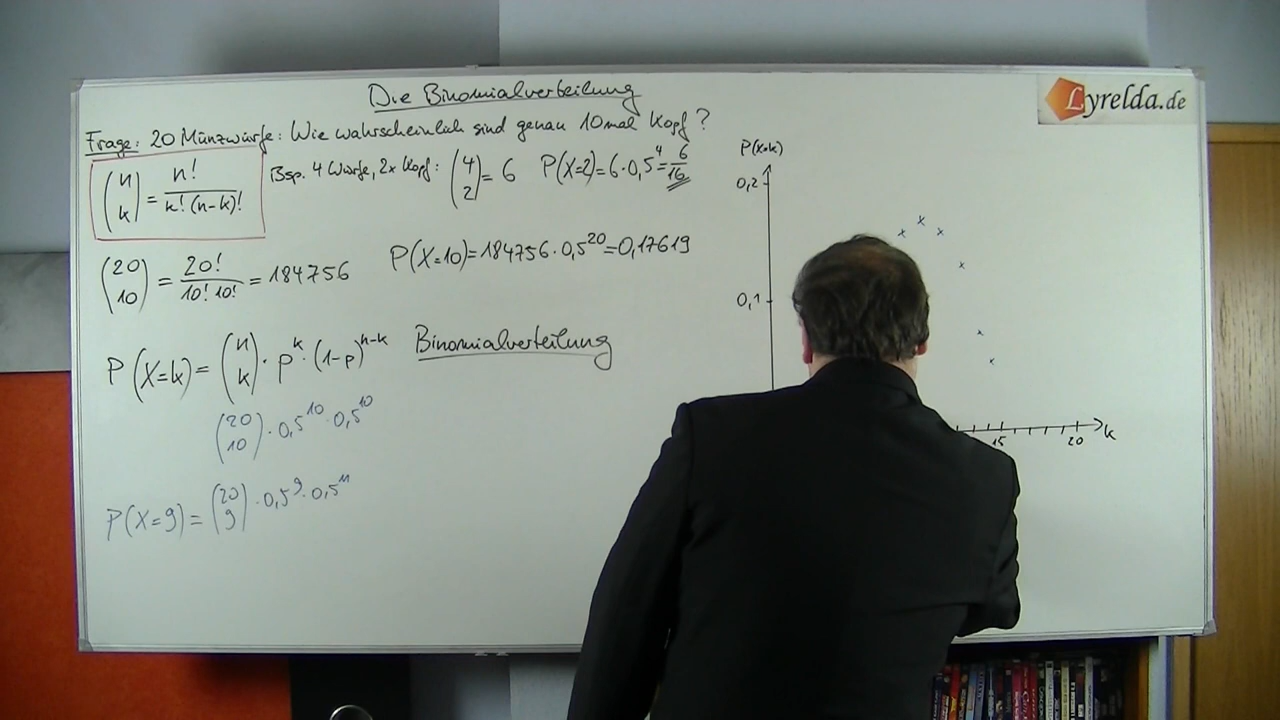 Die Binomialverteilung
Lyrelda.de
Frage: 20 Münzwürfe: Wie wahrscheinlich sind genau 10mal Kopf?
(n k) = n! / k! (n-k)!
Bsp. 4 Würfe, 2x Kopf: (4 2) = 6 P(X=2)=6·0,5⁴=6/16
(20 10) = 20! / 10! 10! = 184756
P(X=10)=184756·0,5²⁰=0,17619
P(X=k)= (n k) · p^k · (1-p)^(n-k) Binomialverteilung
(20 10) · 0,5¹⁰ · 0,5¹⁰
P(X=9) = (20 9) · 0,5⁹ · 0,5¹¹
P(X=k)
0,2
0,1
15 20 k